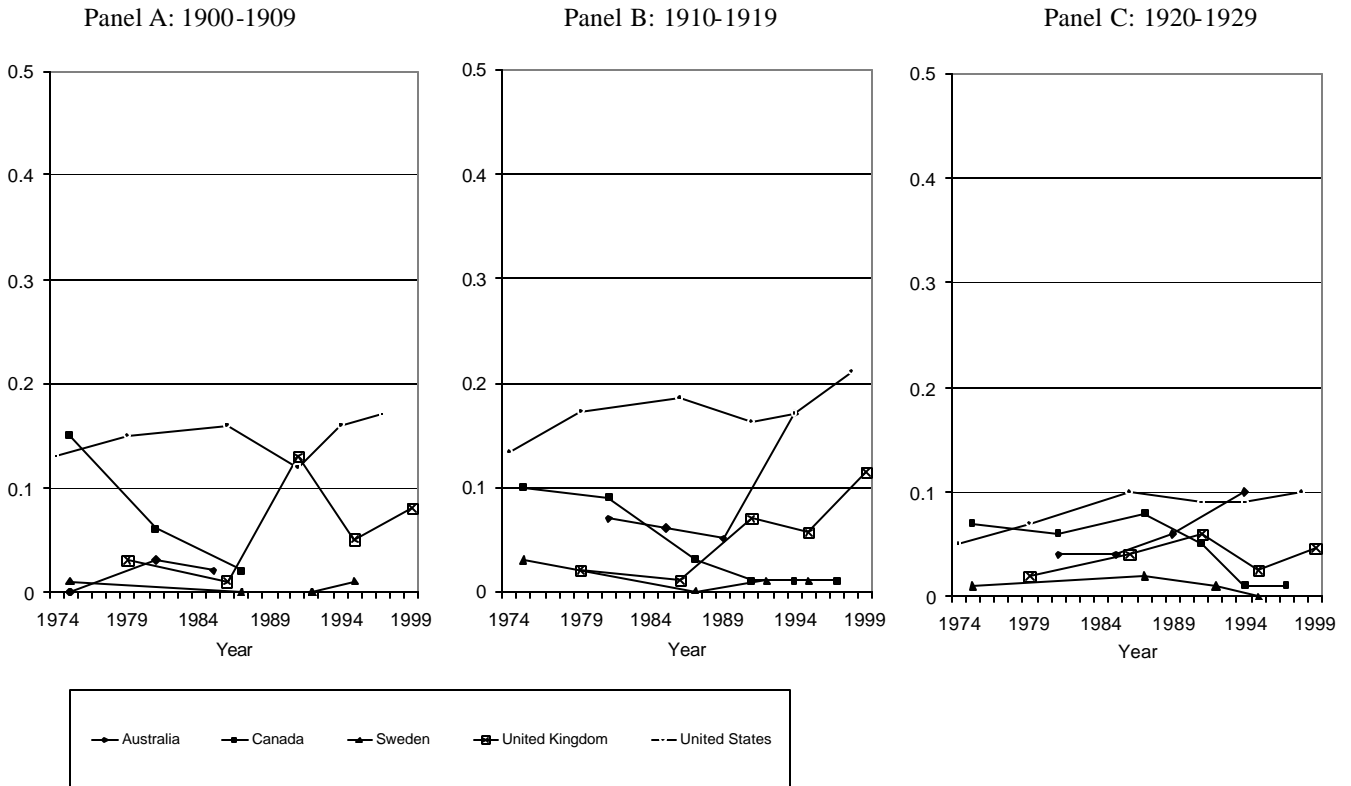 Panel A: 1900-1909
Panel B: 1910-1919
Panel C: 1920-1929
0.5
0.4
0.3
0.2
0.1
0
1974 1979 1984 1989 1994 1999
Year
0.5
0.4
0.3
0.2
0.1
0
1974 1979 1984 1989 1994 1999
Year
0.5
0.4
0.3
0.2
0.1
0
1974 1979 1984 1989 1994 1999
Year
Australia Canada Sweden United Kingdom United States